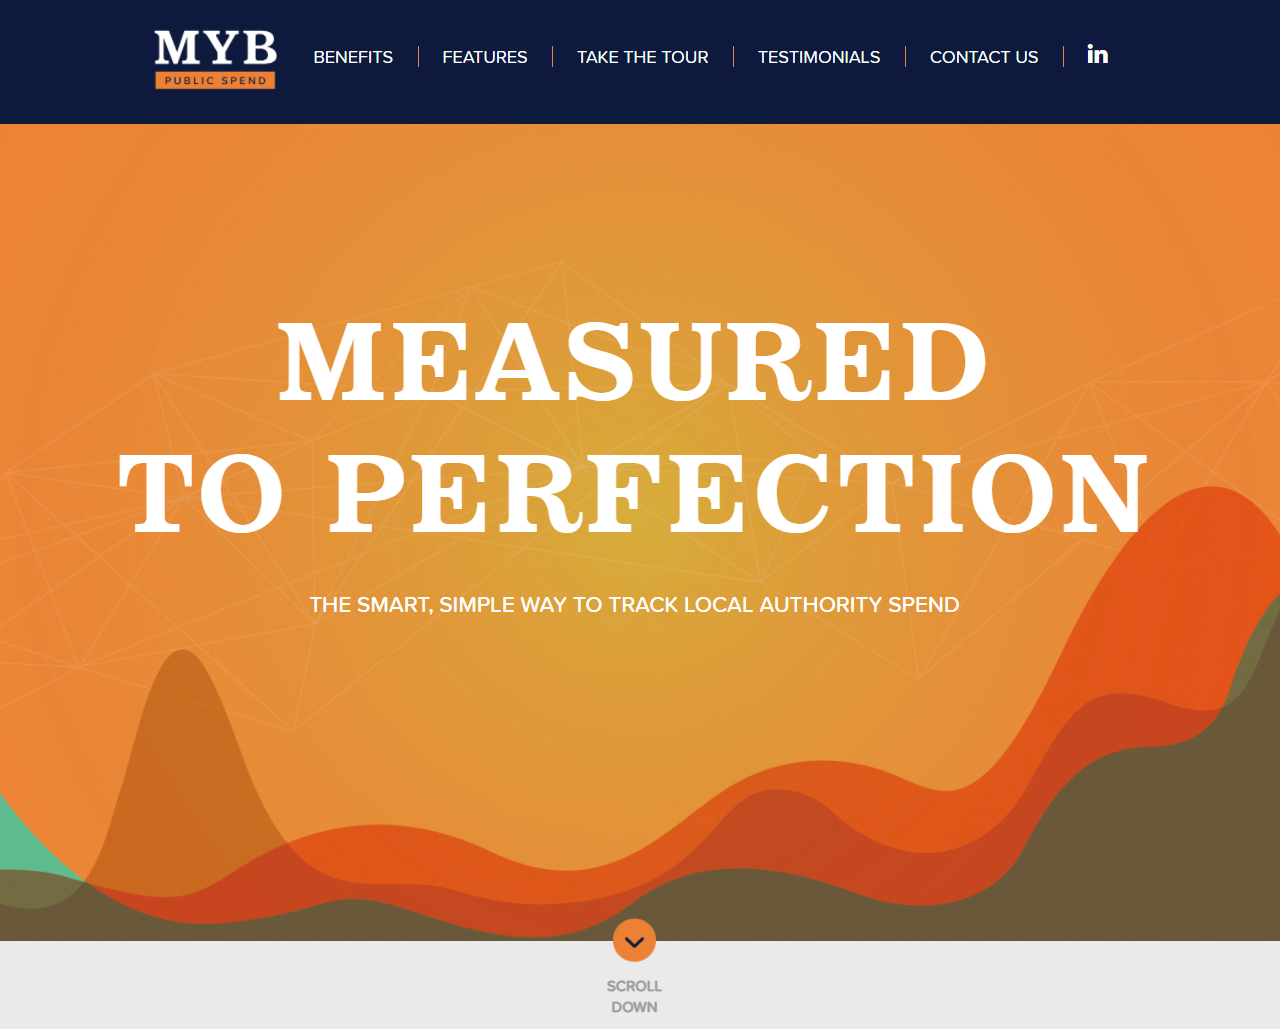 MYB
PUBLIC SPEND
BENEFITS
FEATURES
TAKE THE TOUR
TESTIMONIALS
CONTACT US
in
MEASURED
TO PERFECTION
THE SMART, SIMPLE WAY TO TRACK LOCAL AUTHORITY SPEND
SCROLL
DOWN